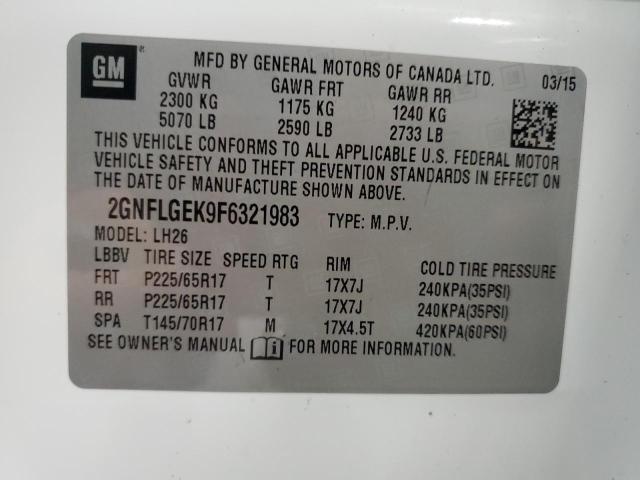 GM ®
MFD BY GENERAL MOTORS OF CANADA LTD. 03/15
GVWR GAWR FRT GAWR RR
2300 KG 1175 KG 1240 KG
5070 LB 2590 LB 2733 LB
THIS VEHICLE CONFORMS TO ALL APPLICABLE U.S. FEDERAL MOTOR
VEHICLE SAFETY AND THEFT PREVENTION STANDARDS IN EFFECT ON
THE DATE OF MANUFACTURE SHOWN ABOVE.
2GNFLGEK9F6321983 TYPE: M.P.V.
MODEL: LH26
LBBV TIRE SIZE SPEED RTG RIM COLD TIRE PRESSURE
FRT P225/65R17 T 17X7J 240KPA(35PSI)
RR P225/65R17 T 17X7J 240KPA(35PSI)
SPA T145/70R17 M 17X4.5T 420KPA(60PSI)
SEE OWNER'S MANUAL FOR MORE INFORMATION.